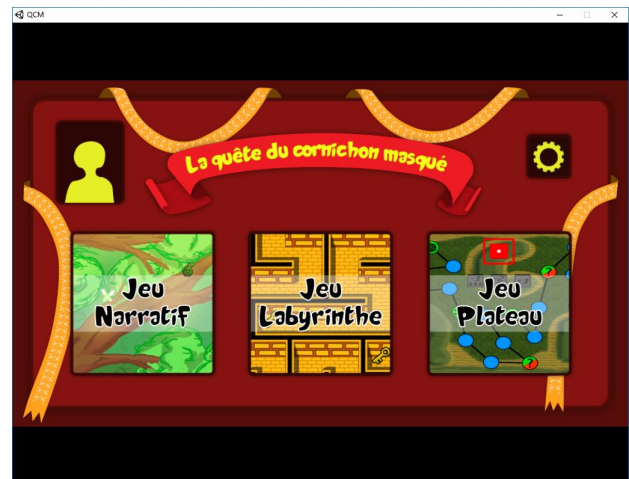 QCM
La quête du cornichon masqué
Jeu
Narratif
Jeu
Labyrinthe
Jeu
Plateau